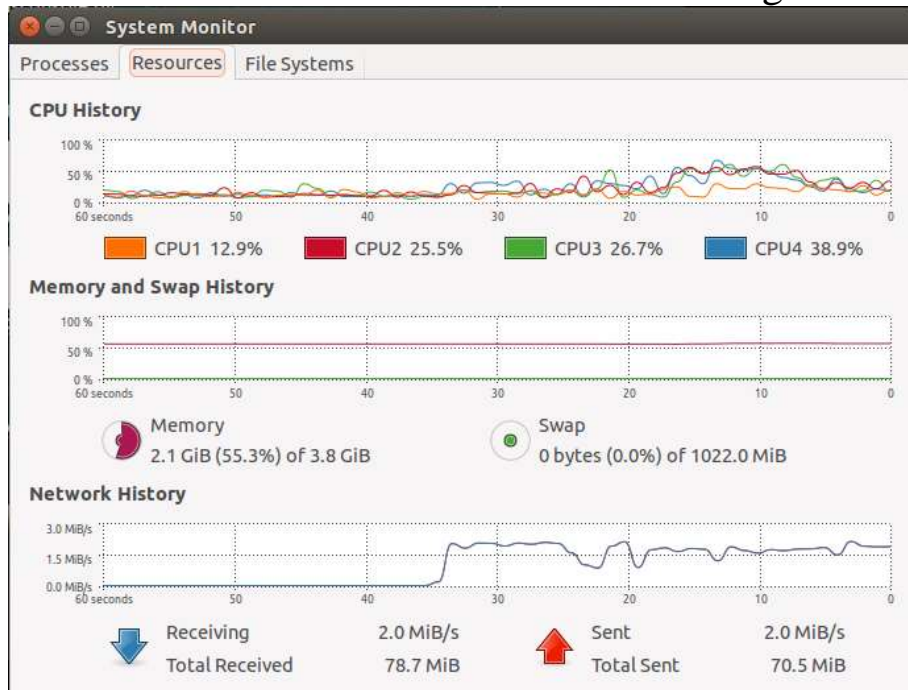 System Monitor
Processes Resources File Systems
CPU History
100 %
50 %
0 %
60 seconds 50 40 30 20 10 0
CPU1 12.9% CPU2 25.5% CPU3 26.7% CPU4 38.9%
Memory and Swap History
100 %
50 %
0 %
60 seconds 50 40 30 20 10 0
Memory
2.1 GiB (55.3%) of 3.8 GiB
Swap
0 bytes (0.0%) of 1022.0 MiB
Network History
3.0 MiB/s
1.5 MiB/s
0.0 MiB/s
60 seconds 50 40 30 20 10 0
Receiving 2.0 MiB/s
Total Received 78.7 MiB
Sent 2.0 MiB/s
Total Sent 70.5 MiB